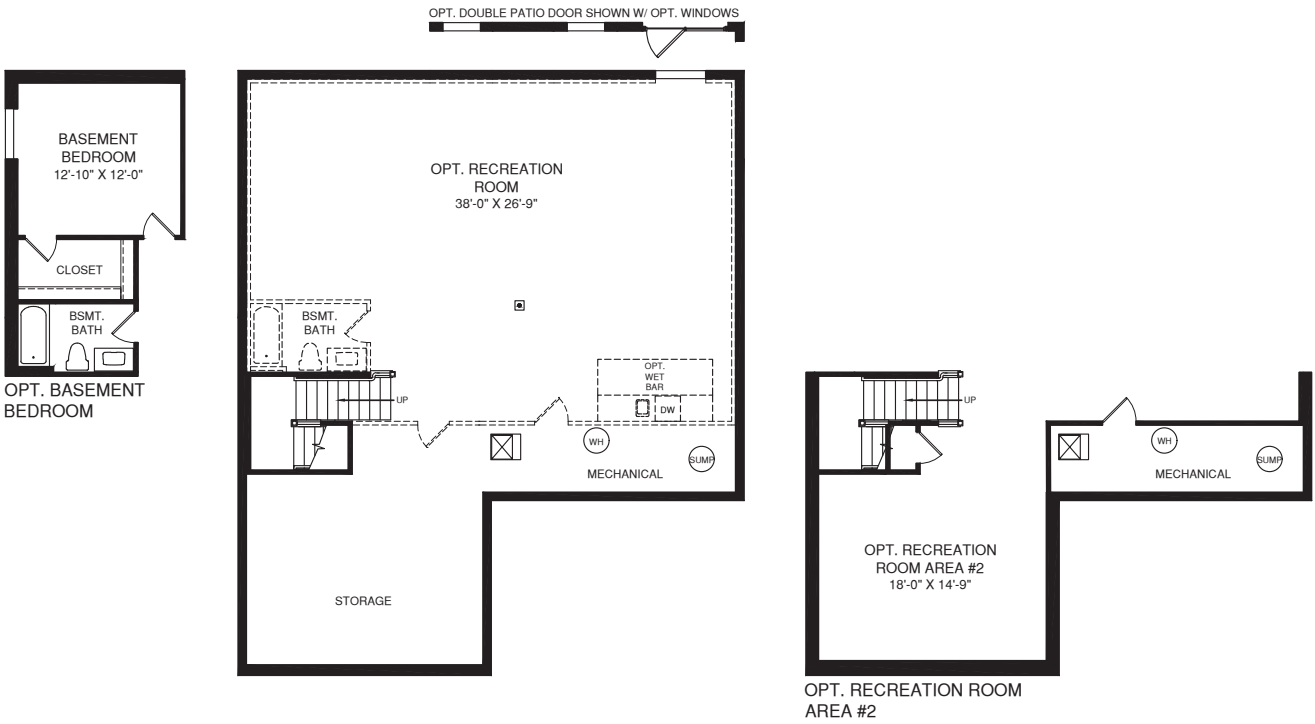 OPT. DOUBLE PATIO DOOR SHOWN W/ OPT. WINDOWS
BASEMENT
BEDROOM
12'-10" X 12'-0"
CLOSET
BSMT.
BATH
OPT. BASEMENT
BEDROOM
OPT. RECREATION
ROOM
38'-0" X 26'-9"
BSMT.
BATH
OPT.
WET
BAR
DW
UP
WH
SUMP
MECHANICAL
STORAGE
UP
WH
SUMP
MECHANICAL
OPT. RECREATION
ROOM AREA #2
18'-0" X 14'-9"
OPT. RECREATION ROOM
AREA #2